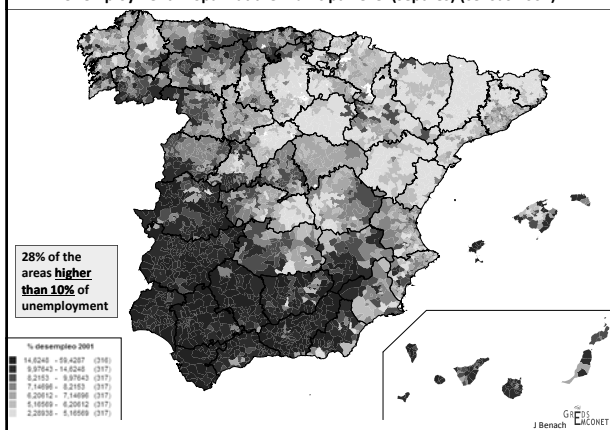 28% of the
areas higher
than 10% of
unemployment
% desempleo 2001
14,6248 - 59,4287 (316)
9,97643 - 14,6248 (317)
8,2153 - 9,97643 (317)
7,14696 - 8,2153 (317)
6,20612 - 7,14696 (317)
5,16569 - 6,20612 (317)
2,28938 - 5,16569 (317)
GREDS
EMCONET
J Benach